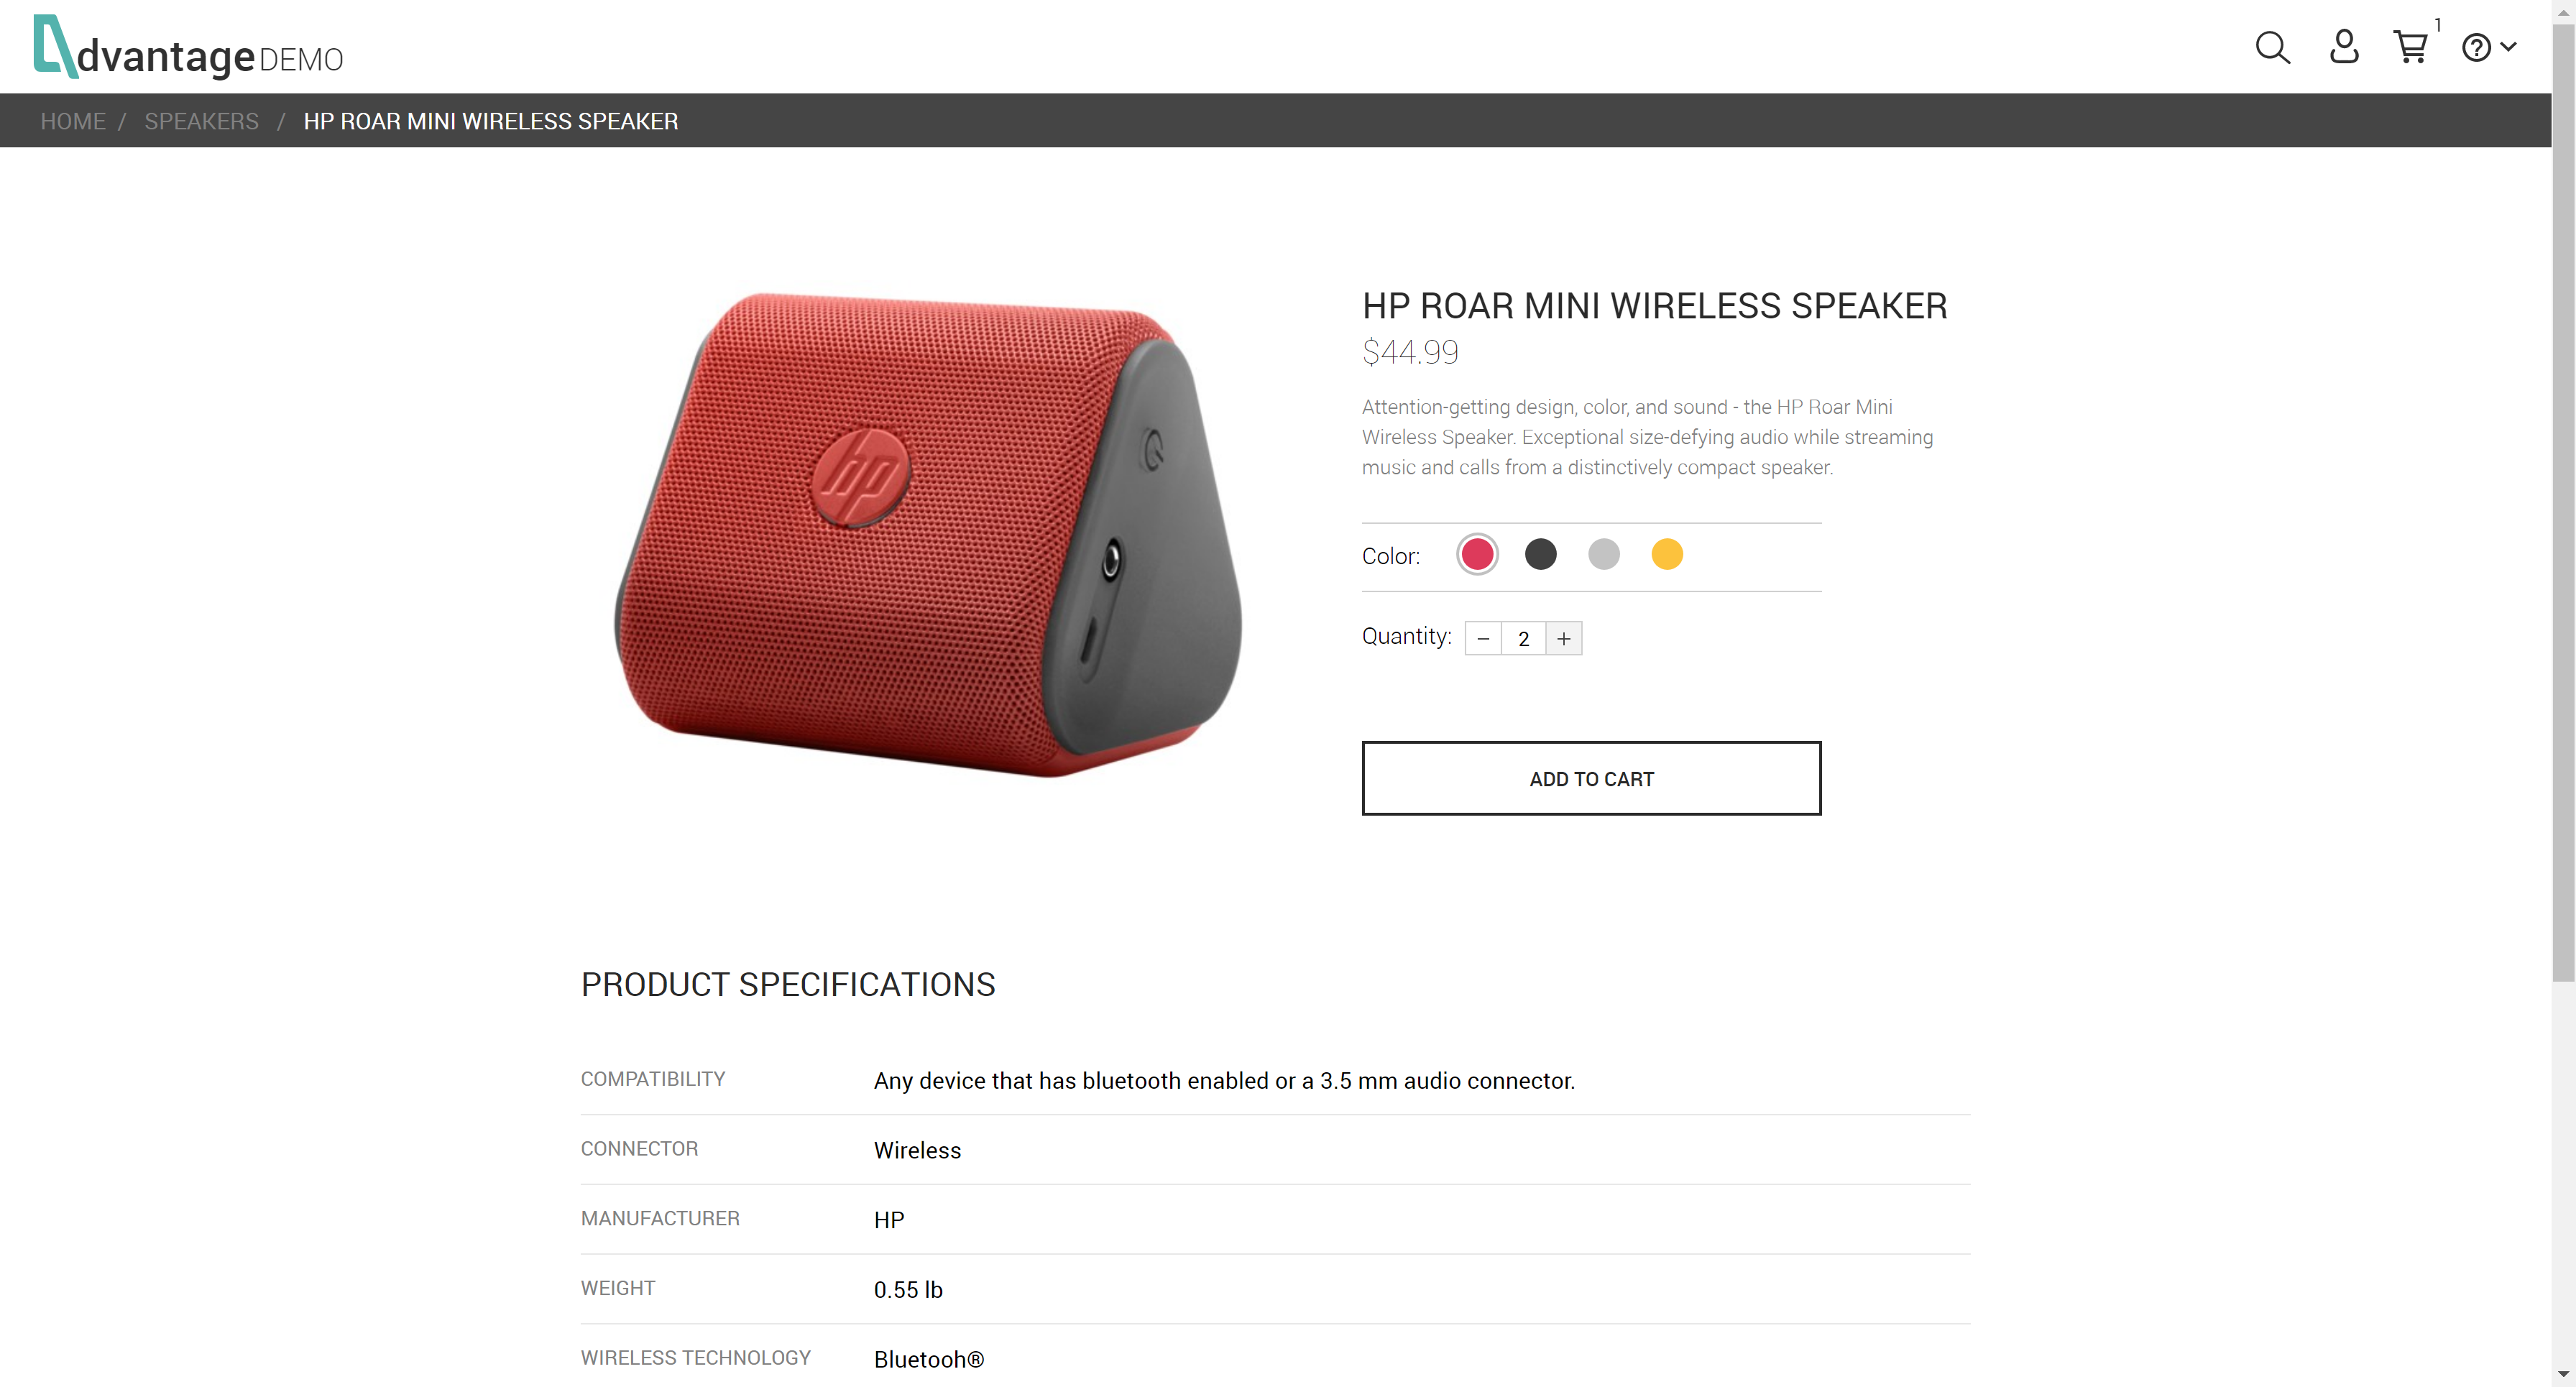 dvantage DEMO
1
?
HOME / SPEAKERS / HP ROAR MINI WIRELESS SPEAKER
hp
HP ROAR MINI WIRELESS SPEAKER
$44.99
Attention-getting design, color, and sound - the HP Roar Mini
Wireless Speaker. Exceptional size-defying audio while streaming
music and calls from a distinctively compact speaker.
Color:
Quantity: − 2 +
ADD TO CART
PRODUCT SPECIFICATIONS
COMPATIBILITY Any device that has bluetooth enabled or a 3.5 mm audio connector.
CONNECTOR Wireless
MANUFACTURER HP
WEIGHT 0.55 lb
WIRELESS TECHNOLOGY Bluetooh®